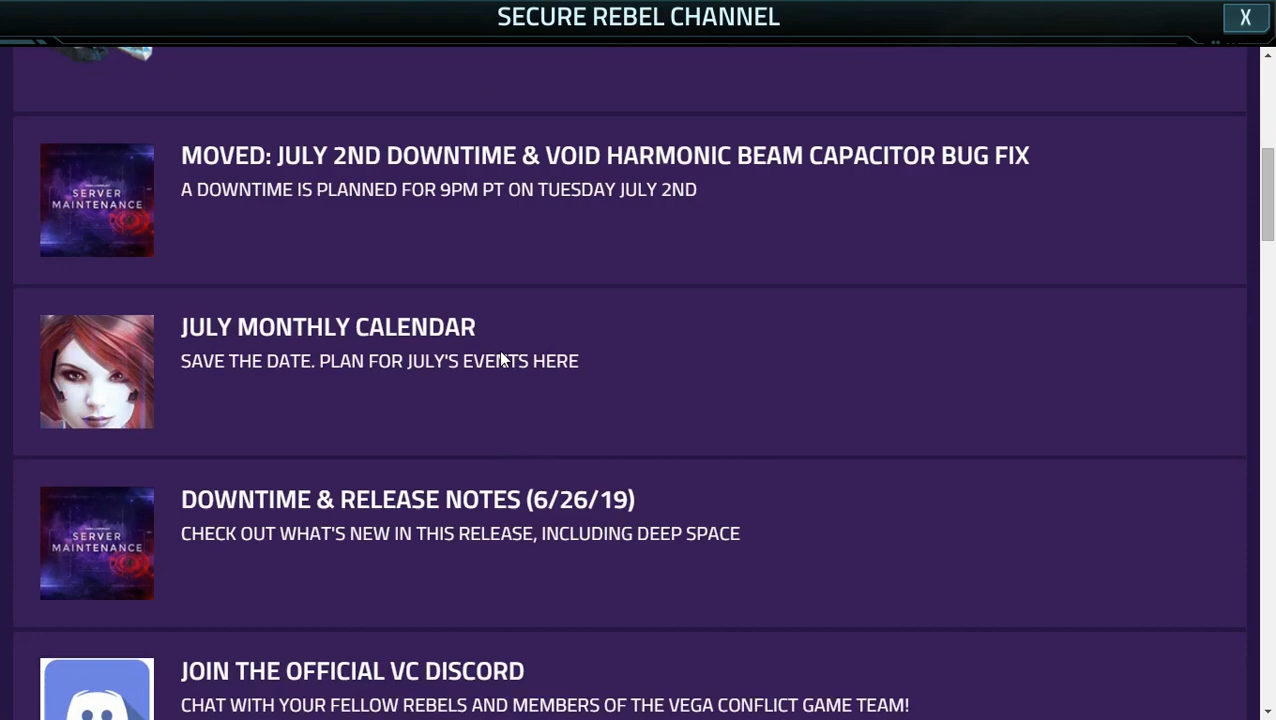 SECURE REBEL CHANNEL
X
SERVER
MAINTENANCE
MOVED: JULY 2ND DOWNTIME & VOID HARMONIC BEAM CAPACITOR BUG FIX
A DOWNTIME IS PLANNED FOR 9PM PT ON TUESDAY JULY 2ND
JULY MONTHLY CALENDAR
SAVE THE DATE. PLAN FOR JULY'S EVENTS HERE
SERVER
MAINTENANCE
DOWNTIME & RELEASE NOTES (6/26/19)
CHECK OUT WHAT'S NEW IN THIS RELEASE, INCLUDING DEEP SPACE
JOIN THE OFFICIAL VC DISCORD
CHAT WITH YOUR FELLOW REBELS AND MEMBERS OF THE VEGA CONFLICT GAME TEAM!